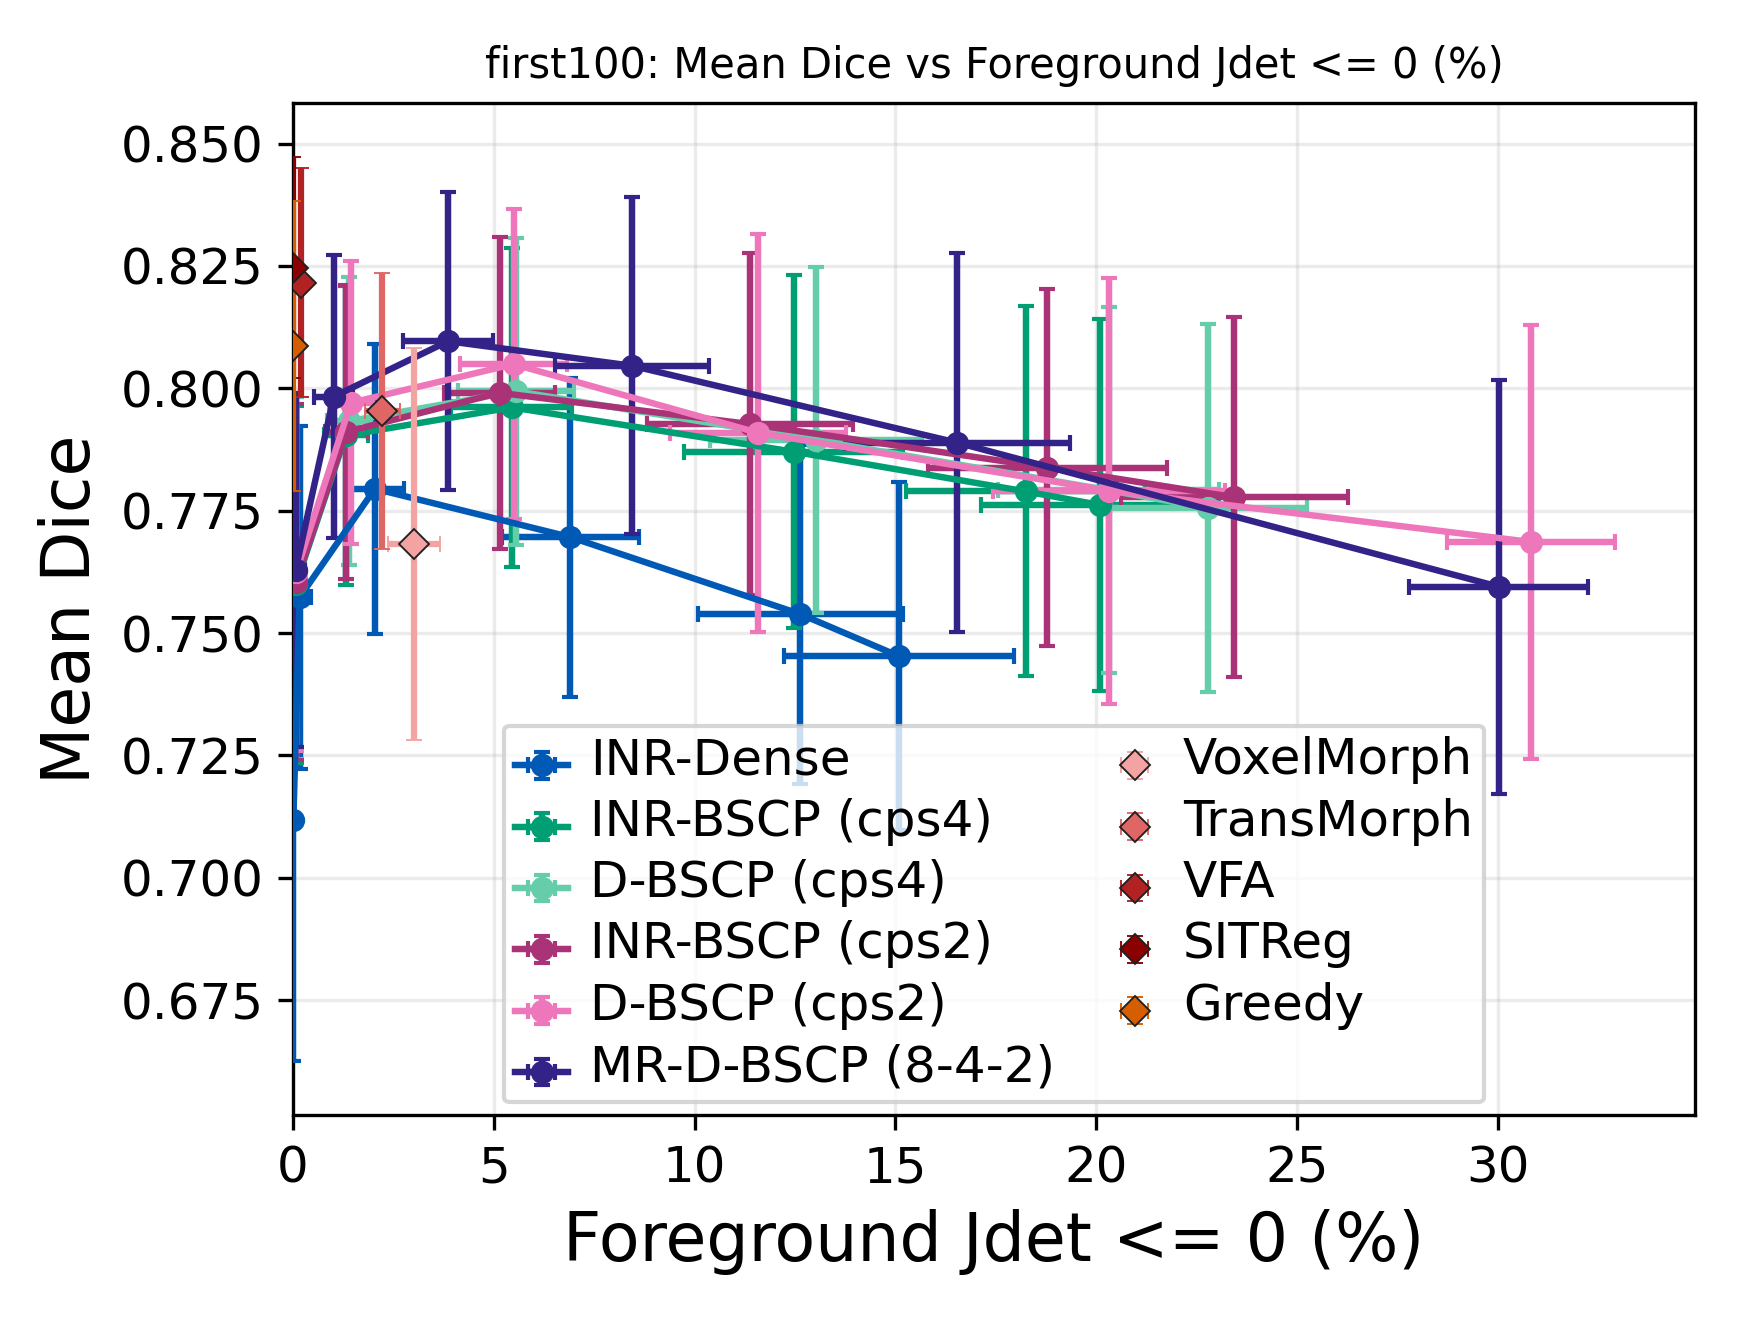 first100: Mean Dice vs Foreground Jdet <= 0 (%)
0.850
0.825
0.800
0.775
0.750
0.725
0.700
0.675
Mean Dice
INR-Dense
INR-BSCP (cps4)
D-BSCP (cps4)
INR-BSCP (cps2)
D-BSCP (cps2)
MR-D-BSCP (8-4-2)
VoxelMorph
TransMorph
VFA
SITReg
Greedy
0 5 10 15 20 25 30
Foreground Jdet <= 0 (%)